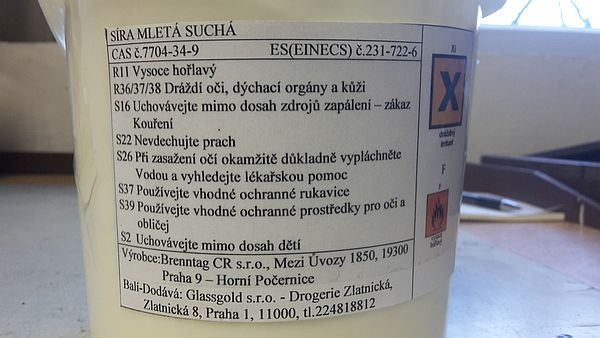 SÍRA MLETÁ SUCHÁ
CAS č.7704-34-9 ES(EINECS) č.231-722-6
R11 Vysoce hořlavý
R36/37/38 Dráždí oči, dýchací orgány a kůži
S16 Uchovávejte mimo dosah zdrojů zapálení – zákaz
Kouření
S22 Nevdechujte prach
S26 Při zasažení očí okamžitě důkladně vypláchněte
Vodou a vyhledejte lékařskou pomoc
S37 Používejte vhodné ochranné rukavice
S39 Používejte vhodné ochranné prostředky pro oči a
obličej
S2 Uchovávejte mimo dosah dětí
Výrobce:Brenntag CR s.r.o., Mezi Úvozy 1850, 19300
Praha 9 – Horní Počernice
Balí-Dodává: Glassgold s.r.o. - Drogerie Zlatnická,
Zlatnická 8, Praha 1, 11000, tl.224818812
Xi
dráždivý
irritant
F
hořlavý